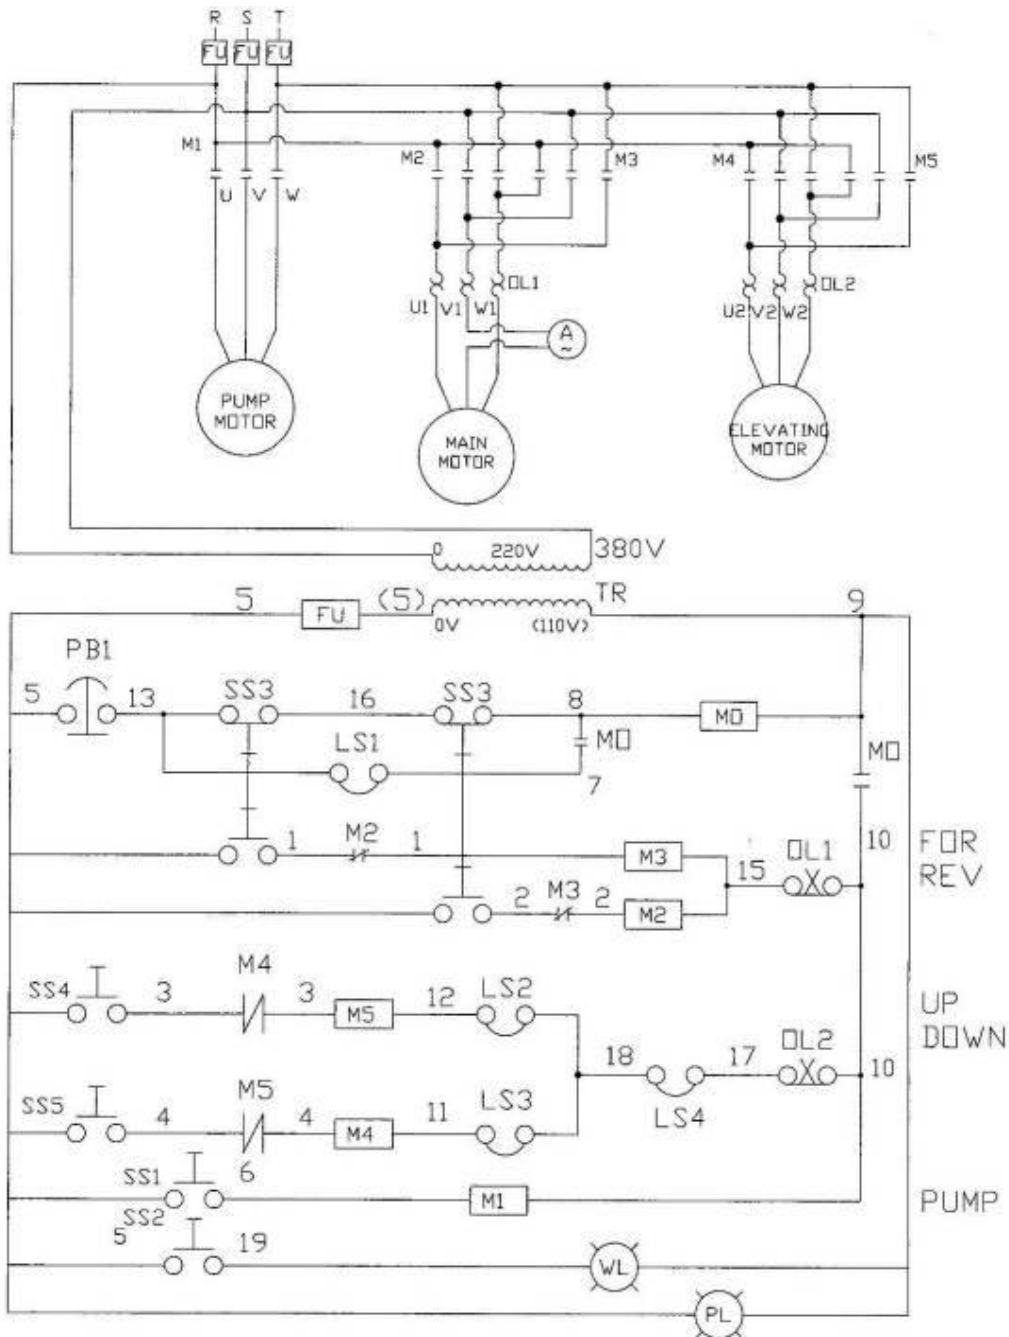 R S T
FU FU FU
M1
M2
M3
M4
M5
U V W
OL1
U1 V1 W1
OL2
U2 V2 W2
A
~
PUMP
MOTOR
MAIN
MOTOR
ELEVATING
MOTOR
0 220V 380V
5 FU (5) TR 9
0V (110V)
PB1
5 13 SS3 16 SS3 8 MO
LS1 MO 7 MO
1 M2 1 M3 10 FOR
15 OL1 REV
2 M3 2 M2
SS4 3 M4 3 M5 12 LS2 UP
DOWN
18 LS4 17 OL2 10
SS5 4 M5 4 M4 11 LS3
SS1 6 M1 PUMP
SS2
5 19 WL
PL